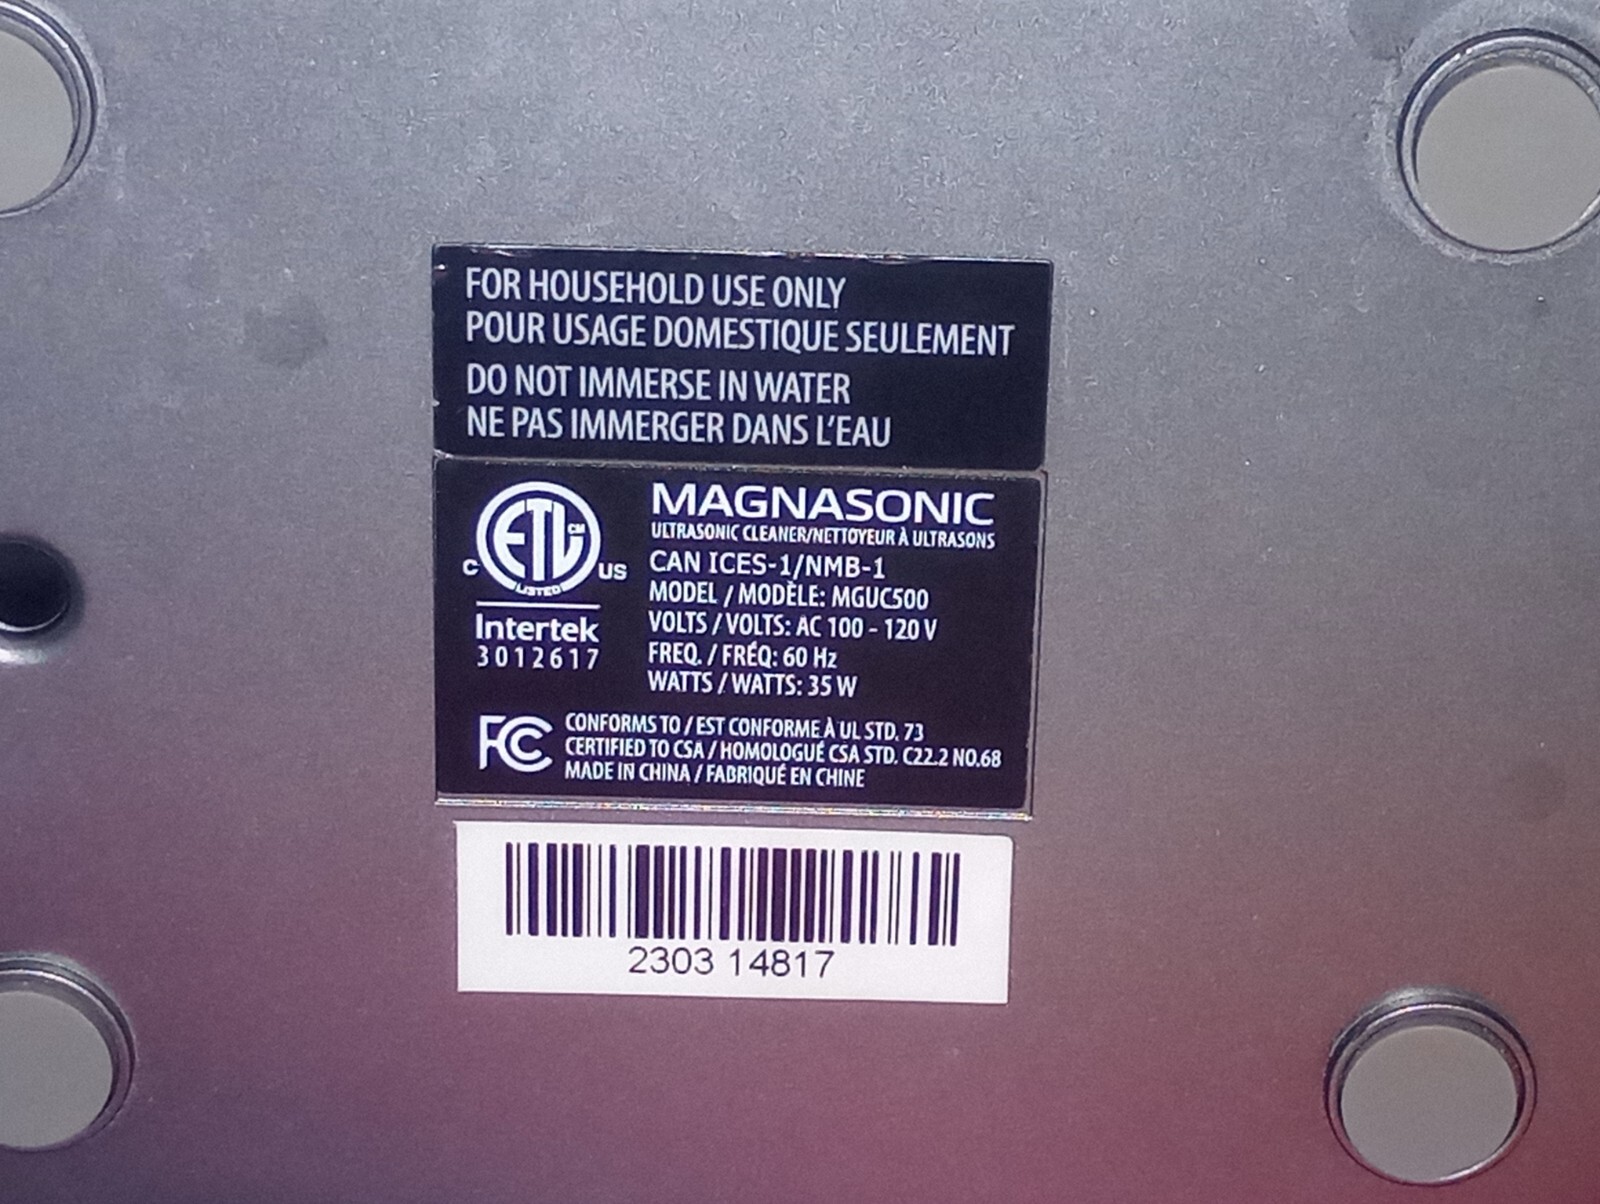 FOR HOUSEHOLD USE ONLY
POUR USAGE DOMESTIQUE SEULEMENT
DO NOT IMMERSE IN WATER
NE PAS IMMERGER DANS L'EAU
ETL CM
C US
LISTED
Intertek
3012617
MAGNASONIC
ULTRASONIC CLEANER/NETTOYEUR À ULTRASONS
CAN ICES-1/NMB-1
MODEL / MODÈLE: MGUC500
VOLTS / VOLTS: AC 100 - 120 V
FREQ. / FRÉQ: 60 Hz
WATTS / WATTS: 35 W
FC
CONFORMS TO / EST CONFORME À UL STD. 73
CERTIFIED TO CSA / HOMOLOGUÉ CSA STD. C22.2 NO.68
MADE IN CHINA / FABRIQUÉ EN CHINE
2303 14817